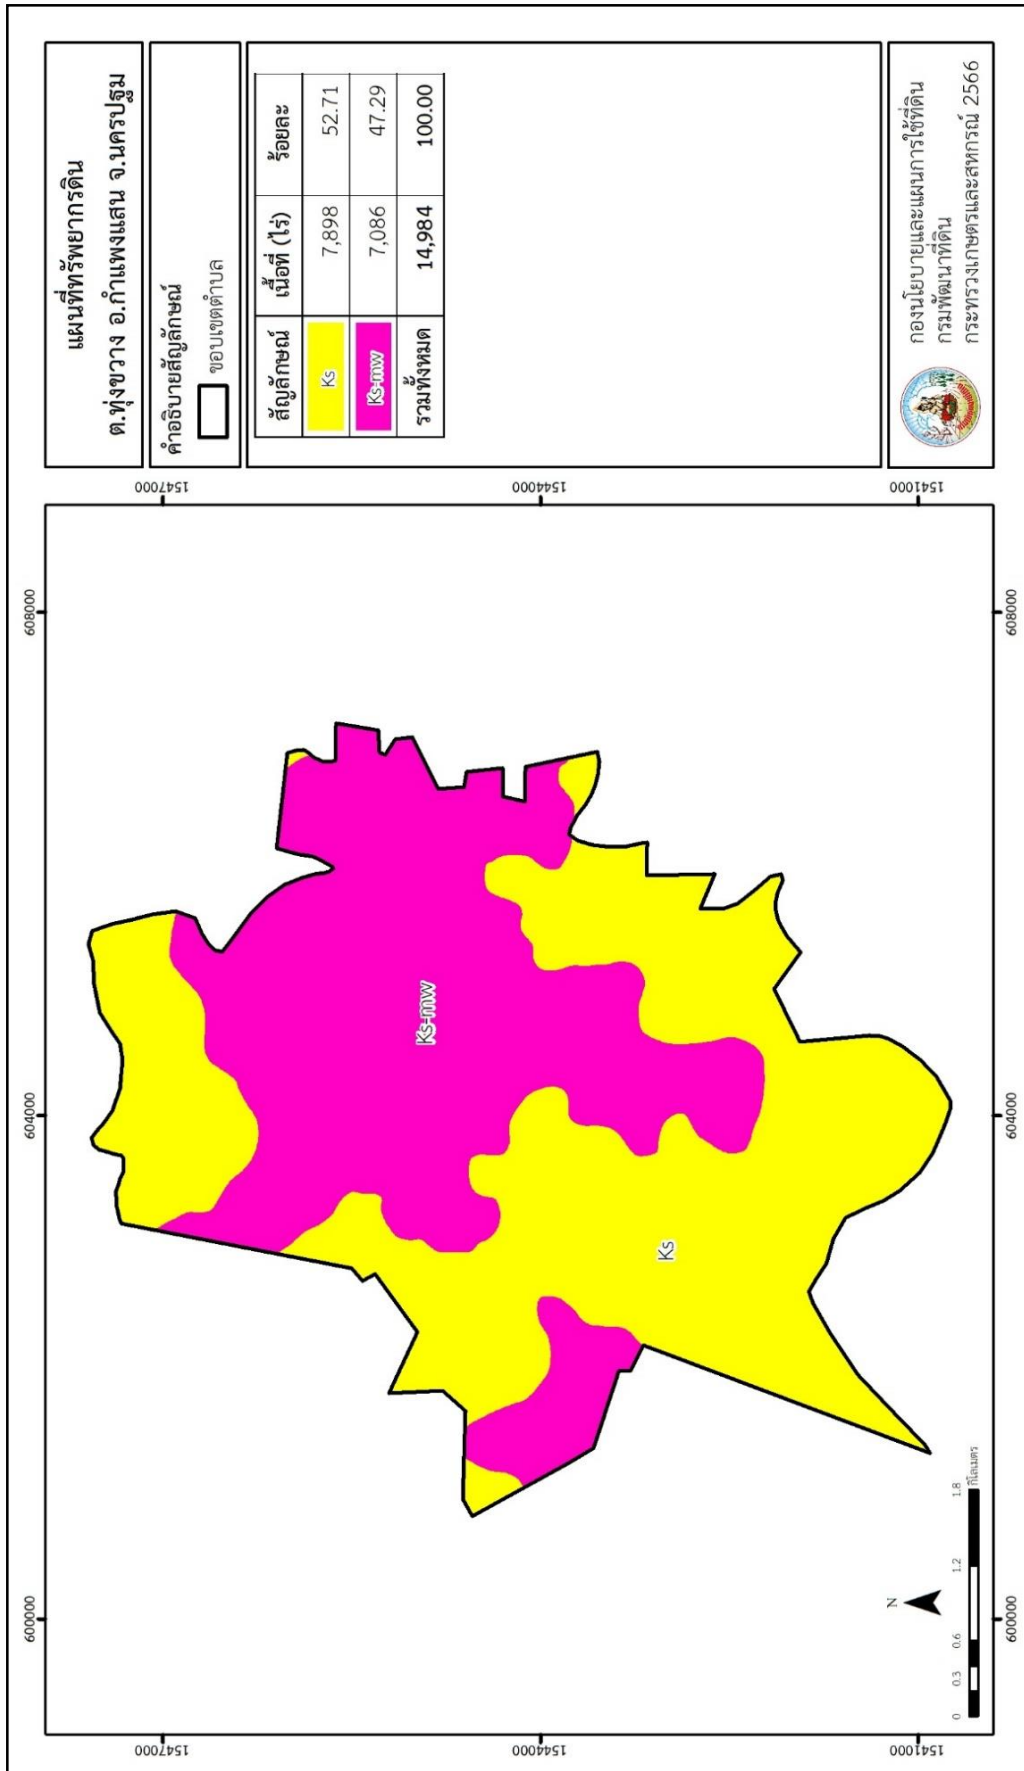 แผนที่ทรัพยากรดิน
ต.ทุ่งขวาง อ.กำแพงแสน จ.นครปฐม
คำอธิบายสัญลักษณ์
ขอบเขตตำบล
สัญลักษณ์ เนื้อที่ (ไร่) ร้อยละ
Ks 7,898 52.71
Ks-mw 7,086 47.29
รวมทั้งหมด 14,984 100.00
กองนโยบายและแผนการใช้ที่ดิน
กรมพัฒนาที่ดิน
กระทรวงเกษตรและสหกรณ์ 2566
600000 604000 608000
1547000 1547000
Ks-mw
1544000 1544000
Ks
N
0 0.3 0.6 1.2 1.8
กิโลเมตร
1541000 1541000
600000 604000 608000